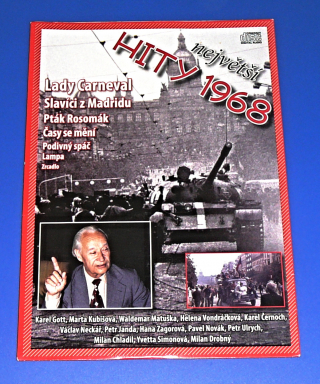 největší
HITY 1968
Lady Carneval
Slavíci z Madridu
Pták Rosomák
Časy se mění
Podivný spáč
Lampa
Zrcadlo
Karel Gott, Marta Kubišová, Waldemar Matuška, Helena Vondráčková, Karel Černoch,
Václav Neckář, Petr Janda, Hana Zagorová, Pavel Novák, Petr Ulrych,
Milan Chladil, Yvetta Simonová, Milan Drobný